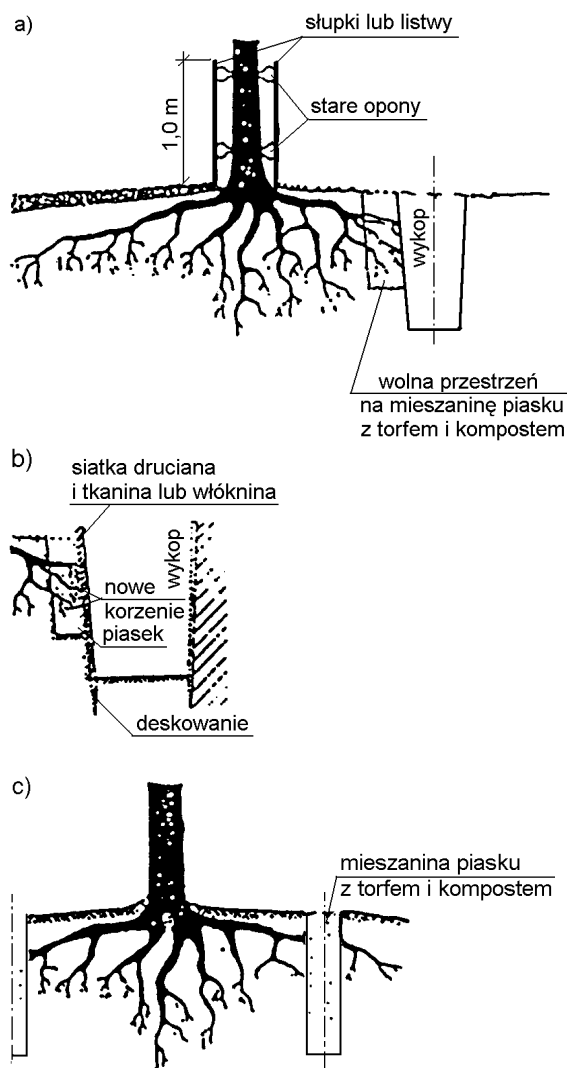 a)
słupki lub listwy
stare opony
1,0 m
wykop
wolna przestrzeń
na mieszaninę piasku
z torfem i kompostem
b)
siatka druciana
i tkanina lub włóknina
wykop
nowe
korzenie
piasek
deskowanie
c)
mieszanina piasku
z torfem i kompostem